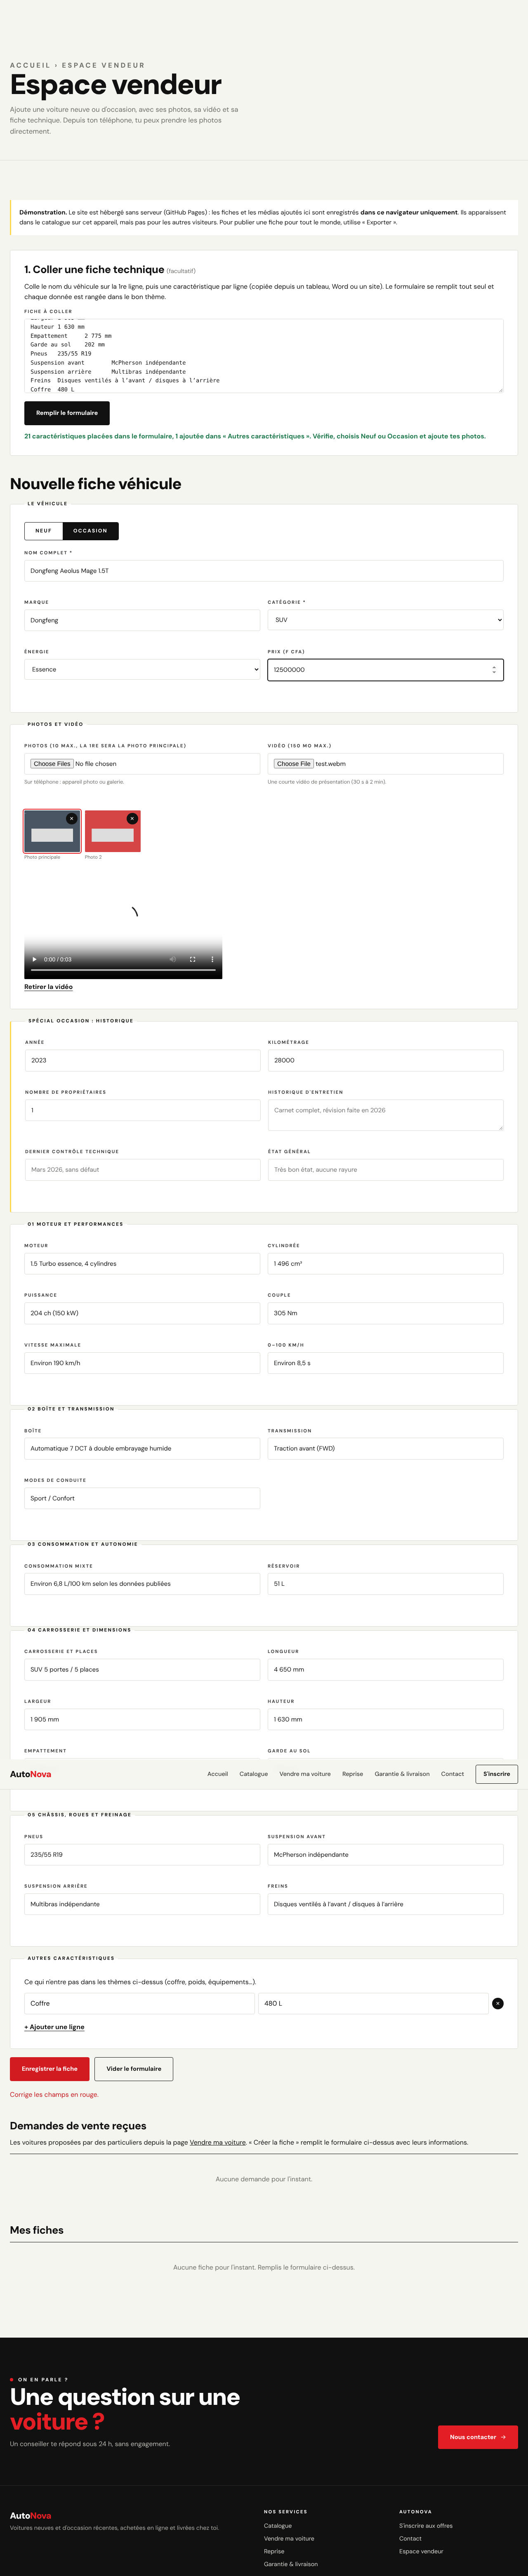 ACCUEIL › ESPACE VENDEUR
Espace vendeur
Ajoute une voiture neuve ou d'occasion, avec ses photos, sa vidéo et sa
fiche technique. Depuis ton téléphone, tu peux prendre les photos
directement.
Démonstration. Le site est hébergé sans serveur (GitHub Pages) : les fiches et les médias ajoutés ici sont enregistrés dans ce navigateur uniquement. Ils apparaissent
dans le catalogue sur cet appareil, mais pas pour les autres visiteurs. Pour publier une fiche pour tout le monde, utilise « Exporter ».
1. Coller une fiche technique (facultatif)
Colle le nom du véhicule sur la 1re ligne, puis une caractéristique par ligne (copiée depuis un tableau, Word ou un site). Le formulaire se remplit tout seul et
chaque donnée est rangée dans le bon thème.
FICHE À COLLER
Hauteur 1 630 mm
Empattement 2 775 mm
Garde au sol 202 mm
Pneus 235/55 R19
Suspension avant McPherson indépendante
Suspension arrière Multibras indépendante
Freins Disques ventilés à l'avant / disques à l'arrière
Coffre 480 L
Remplir le formulaire
21 caractéristiques placées dans le formulaire, 1 ajoutée dans « Autres caractéristiques ». Vérifie, choisis Neuf ou Occasion et ajoute tes photos.
Nouvelle fiche véhicule
LE VÉHICULE
NEUF OCCASION
NOM COMPLET *
Dongfeng Aeolus Mage 1.5T
MARQUE CATÉGORIE *
Dongfeng SUV
ÉNERGIE PRIX (F CFA)
Essence 12500000
PHOTOS ET VIDÉO
PHOTOS (10 MAX., LA 1RE SERA LA PHOTO PRINCIPALE) VIDÉO (150 MO MAX.)
Choose Files No file chosen Choose File test.webm
Sur téléphone : appareil photo ou galerie. Une courte vidéo de présentation (30 s à 2 min).
✕ ✕
Photo principale Photo 2
0:00 / 0:03
Retirer la vidéo
SPÉCIAL OCCASION : HISTORIQUE
ANNÉE KILOMÉTRAGE
2023 28000
NOMBRE DE PROPRIÉTAIRES HISTORIQUE D'ENTRETIEN
1 Carnet complet, révision faite en 2026
DERNIER CONTRÔLE TECHNIQUE ÉTAT GÉNÉRAL
Mars 2026, sans défaut Très bon état, aucune rayure
01 MOTEUR ET PERFORMANCES
MOTEUR CYLINDRÉE
1.5 Turbo essence, 4 cylindres 1 496 cm³
PUISSANCE COUPLE
204 ch (150 kW) 305 Nm
VITESSE MAXIMALE 0–100 KM/H
Environ 190 km/h Environ 8,5 s
02 BOÎTE ET TRANSMISSION
BOÎTE TRANSMISSION
Automatique 7 DCT à double embrayage humide Traction avant (FWD)
MODES DE CONDUITE
Sport / Confort
03 CONSOMMATION ET AUTONOMIE
CONSOMMATION MIXTE RÉSERVOIR
Environ 6,8 L/100 km selon les données publiées 51 L
04 CARROSSERIE ET DIMENSIONS
CARROSSERIE ET PLACES LONGUEUR
SUV 5 portes / 5 places 4 650 mm
LARGEUR HAUTEUR
1 905 mm 1 630 mm
EMPATTEMENT GARDE AU SOL
AutoNova Accueil Catalogue Vendre ma voiture Reprise Garantie & livraison Contact S'inscrire
05 CHÂSSIS, ROUES ET FREINAGE
PNEUS SUSPENSION AVANT
235/55 R19 McPherson indépendante
SUSPENSION ARRIÈRE FREINS
Multibras indépendante Disques ventilés à l'avant / disques à l'arrière
AUTRES CARACTÉRISTIQUES
Ce qui n'entre pas dans les thèmes ci-dessus (coffre, poids, équipements…).
Coffre 480 L ✕
+ Ajouter une ligne
Enregistrer la fiche Vider le formulaire
Corrige les champs en rouge.
Demandes de vente reçues
Les voitures proposées par des particuliers depuis la page Vendre ma voiture. « Créer la fiche » remplit le formulaire ci-dessus avec leurs informations.
Aucune demande pour l'instant.
Mes fiches
Aucune fiche pour l'instant. Remplis le formulaire ci-dessus.
ON EN PARLE ?
Une question sur une
voiture ?
Un conseiller te répond sous 24 h, sans engagement.
Nous contacter →
AutoNova
Voitures neuves et d'occasion récentes, achetées en ligne et livrées chez toi.
NOS SERVICES
Catalogue
Vendre ma voiture
Reprise
Garantie & livraison
AUTONOVA
S'inscrire aux offres
Contact
Espace vendeur